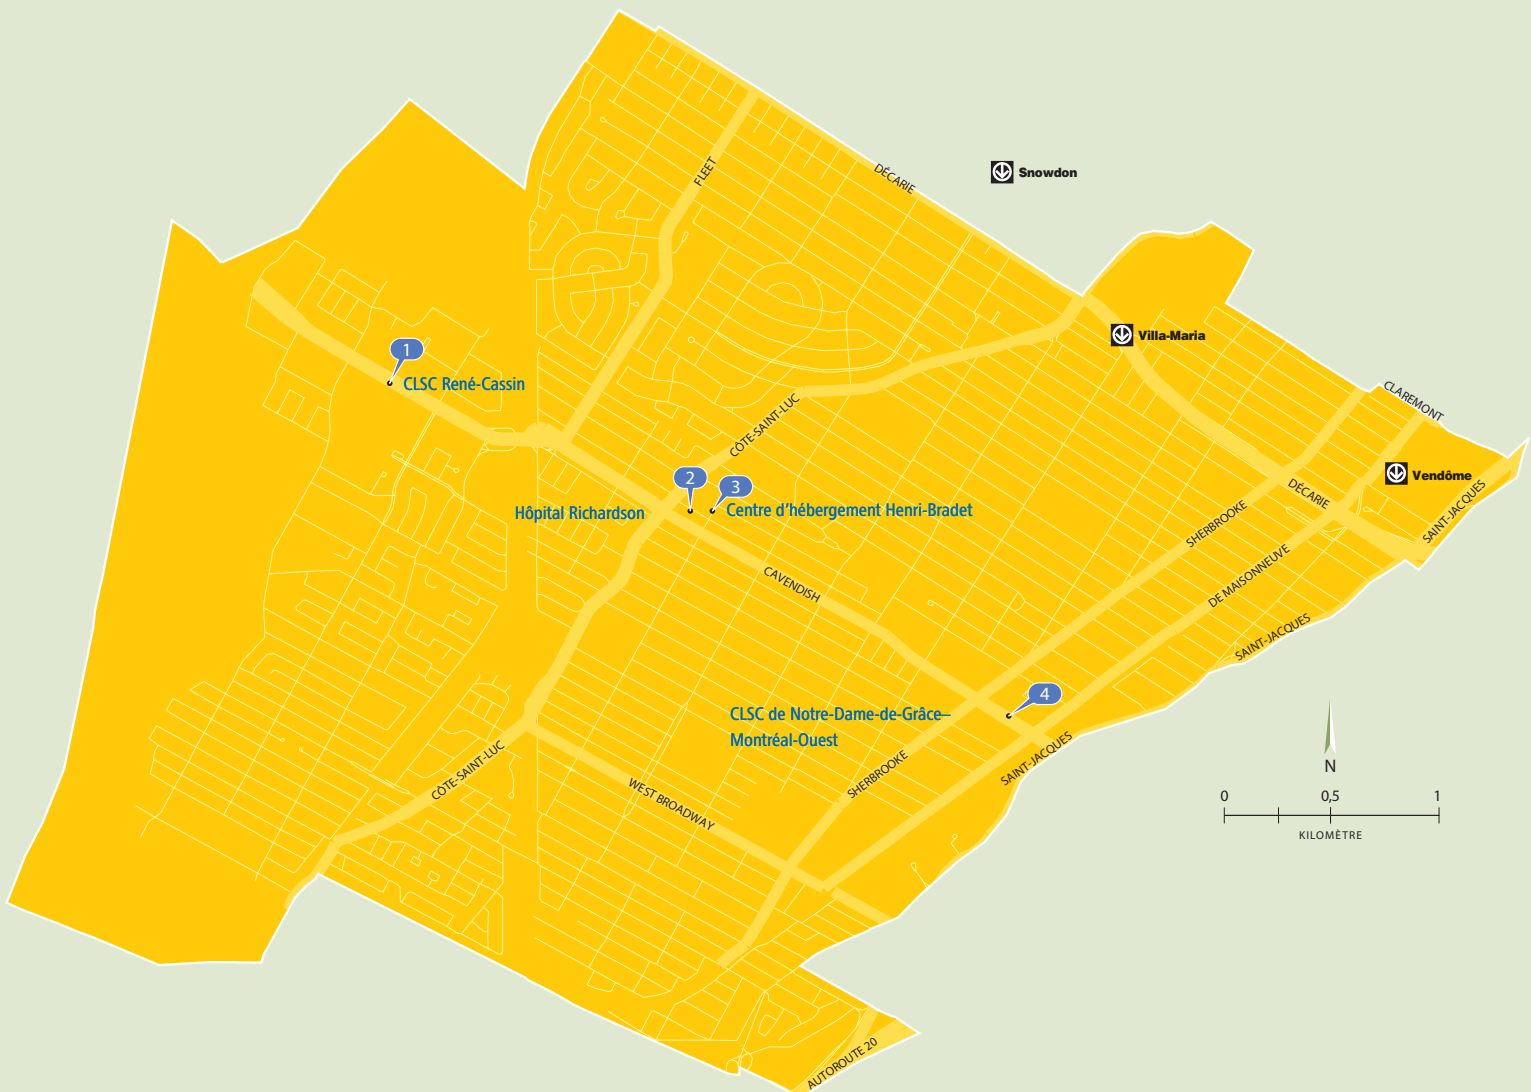 FLEET
DÉCARIE
Snowdon
Villa-Maria
1
CLSC René-Cassin
CLAREMONT
CÔTE-SAINT-LUC
2
3
Hôpital Richardson
Centre d'hébergement Henri-Bradet
Vendôme
DÉCARIE
SAINT-JACQUES
SHERBROOKE
CAVENDISH
DE MAISONNEUVE
SAINT-JACQUES
4
CLSC de Notre-Dame-de-Grâce–
Montréal-Ouest
SAINT-JACQUES
SHERBROOKE
CÔTE-SAINT-LUC
WEST BROADWAY
N
0 0,5 1
KILOMÈTRE
AUTOROUTE 20